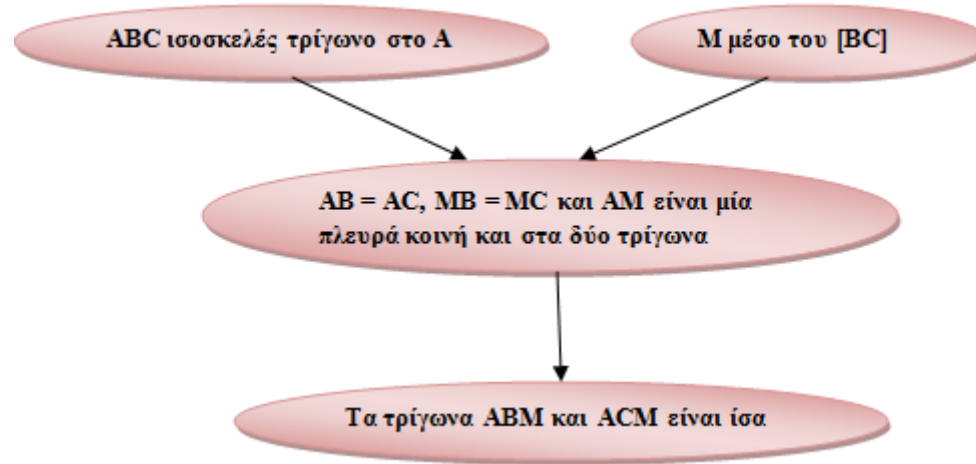 ABC ισοσκελές τρίγωνο στο A
M μέσο του [BC]
AB = AC, MB = MC και AM είναι μία
πλευρά κοινή και στα δύο τρίγωνα
Τα τρίγωνα ABM και ACM είναι ίσα